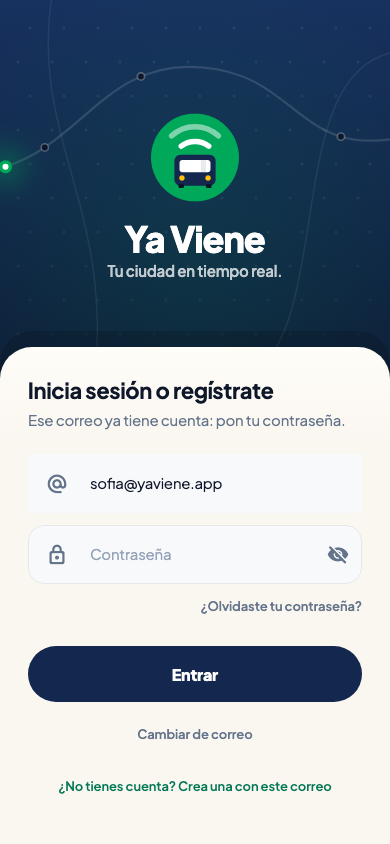 Ya Viene
Tu ciudad en tiempo real.
Inicia sesión o regístrate
Ese correo ya tiene cuenta: pon tu contraseña.
sofia@yaviene.app
Contraseña
¿Olvidaste tu contraseña?
Entrar
Cambiar de correo
¿No tienes cuenta? Crea una con este correo